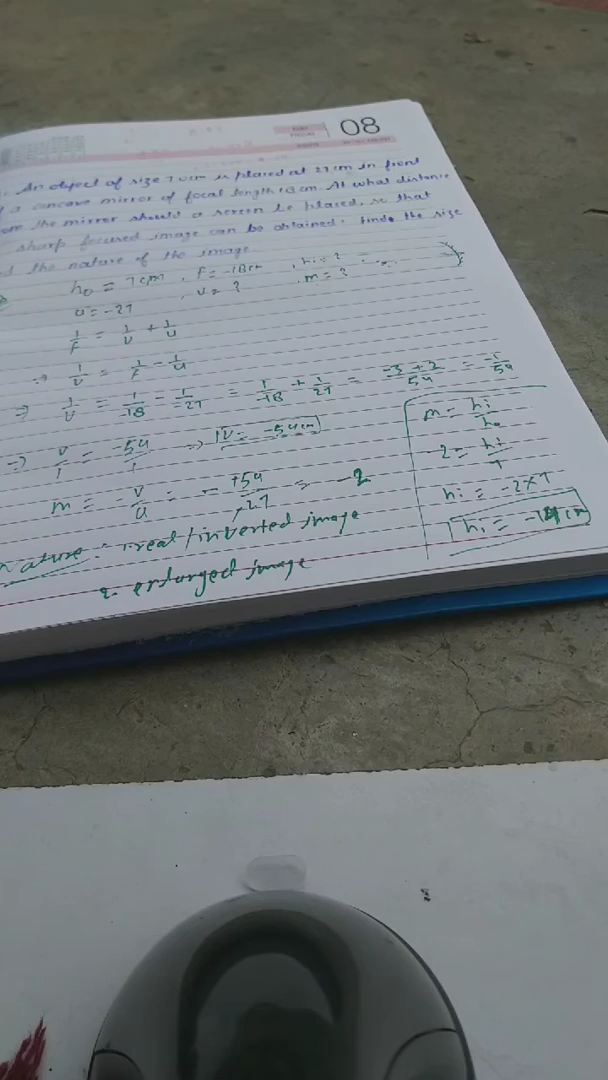 08
An object of size 7 cm is placed at 27 cm in front
a concave mirror of focal length 18 cm. At what distance
the mirror should a screen be placed, so that
sharp focused image can be obtained. Find the size
the nature of the image.
h₀ = 7cm, F = -18cm, hi = ?
u = -27, v = ?, m = ?
1/F = 1/v + 1/u
⇒ 1/v = 1/F - 1/u
⇒ 1/v = 1/-18 - 1/-27 = 1/-18 + 1/27 = -3+2/54 = -1/54
⇒ v/1 = -54/1 ⇒ v = -54cm
m = -v/u = - +54/-27 = -2
nature - real/inverted image
& enlarged image
m = hi/h₀
-2 = hi/7
hi = -2×7
hi = -14cm